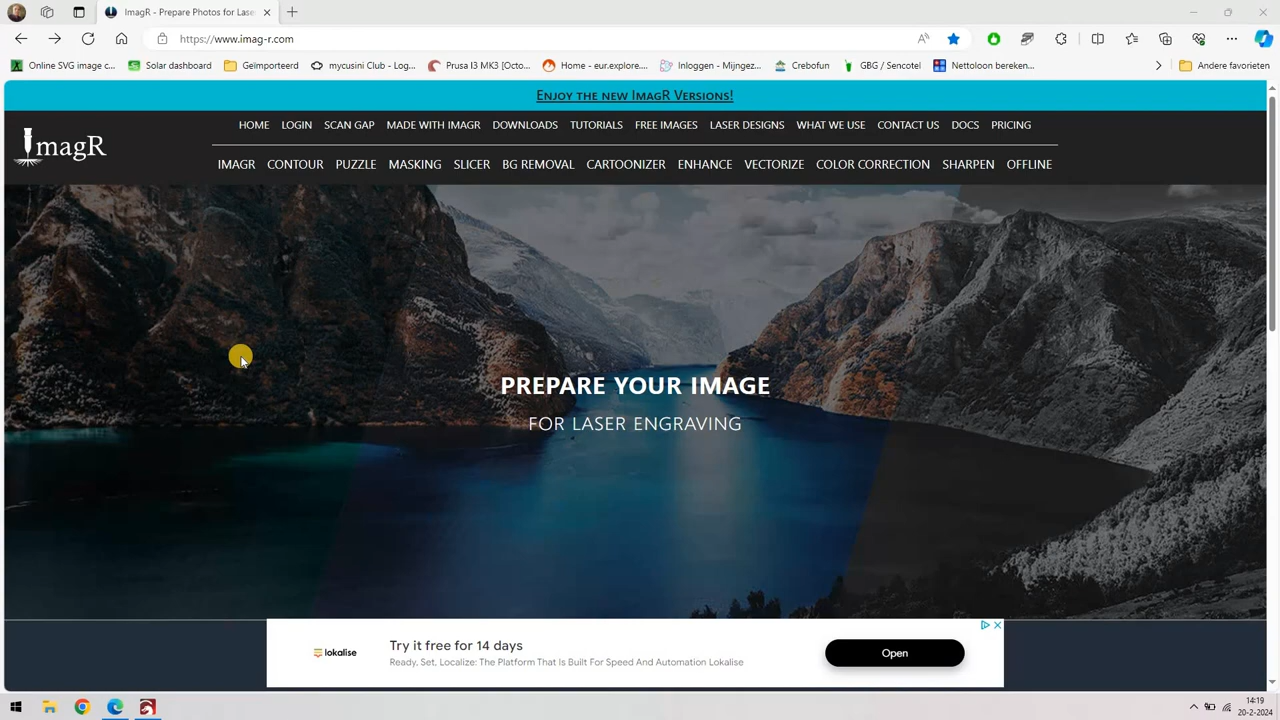 ImagR - Prepare Photos for Lase
https://www.imag-r.com
Online SVG image c...
Solar dashboard
Geïmporteerd
mycusini Club - Log...
Prusa I3 MK3 [Octo...
Home - eur.explore....
Inloggen - Mijngez...
Crebofun
GBG / Sencotel
Nettoloon bereken...
Andere favorieten
Enjoy the new ImagR Versions!
ImagR
HOME LOGIN SCAN GAP MADE WITH IMAGR DOWNLOADS TUTORIALS FREE IMAGES LASER DESIGNS WHAT WE USE CONTACT US DOCS PRICING
IMAGR CONTOUR PUZZLE MASKING SLICER BG REMOVAL CARTOONIZER ENHANCE VECTORIZE COLOR CORRECTION SHARPEN OFFLINE
PREPARE YOUR IMAGE
FOR LASER ENGRAVING
lokalise
Try it free for 14 days
Ready, Set, Localize: The Platform That Is Built For Speed And Automation Lokalise
Open
14:19
20-2-2024